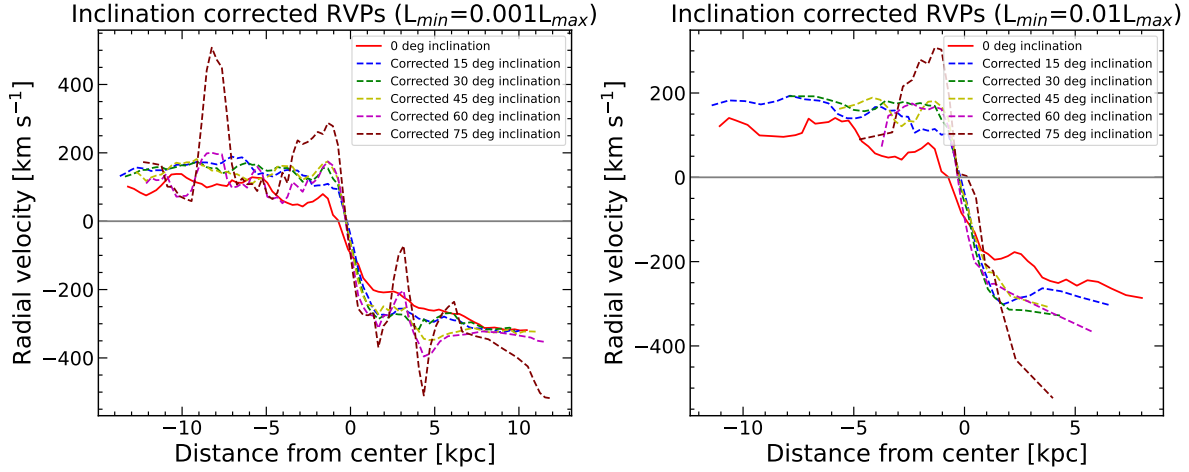 Inclination corrected RVPs (L_min=0.001L_max)
Radial velocity [km s⁻¹]
400
200
0
−200
−400
−10
−5
0
5
10
Distance from center [kpc]
0 deg inclination
Corrected 15 deg inclination
Corrected 30 deg inclination
Corrected 45 deg inclination
Corrected 60 deg inclination
Corrected 75 deg inclination
Inclination corrected RVPs (L_min=0.01L_max)
Radial velocity [km s⁻¹]
200
0
−200
−400
−10
−5
0
5
Distance from center [kpc]
0 deg inclination
Corrected 15 deg inclination
Corrected 30 deg inclination
Corrected 45 deg inclination
Corrected 60 deg inclination
Corrected 75 deg inclination